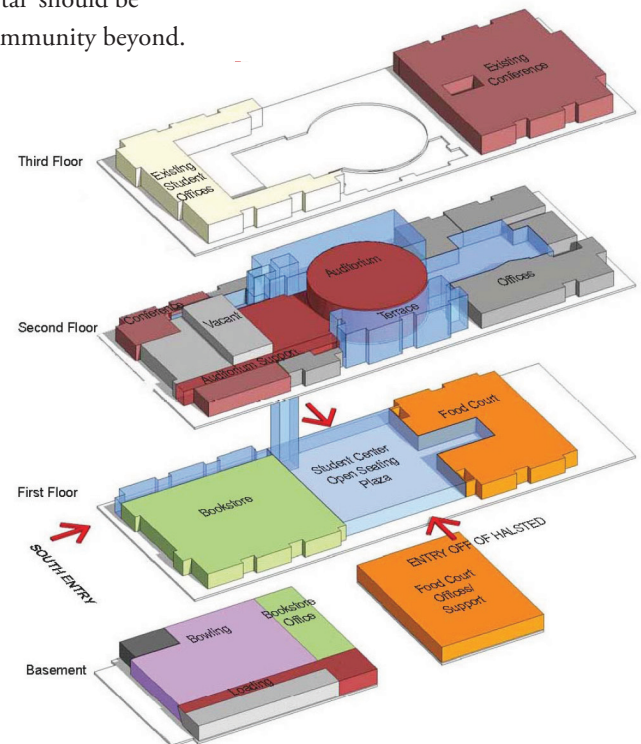 tal' should be
mmunity beyond.
Existing
Conference
Third Floor
Existing
Student
Offices
Auditorium
Offices
Second Floor
Conference
Vacant
Terrace
Auditorium Support
Food Court
Student Center
Open Seating
Plaza
First Floor
Bookstore
SOUTH ENTRY
ENTRY OFF OF HALSTED
Food Court
Offices/
Support
Bookstore
Office
Bowling
Basement
Loading